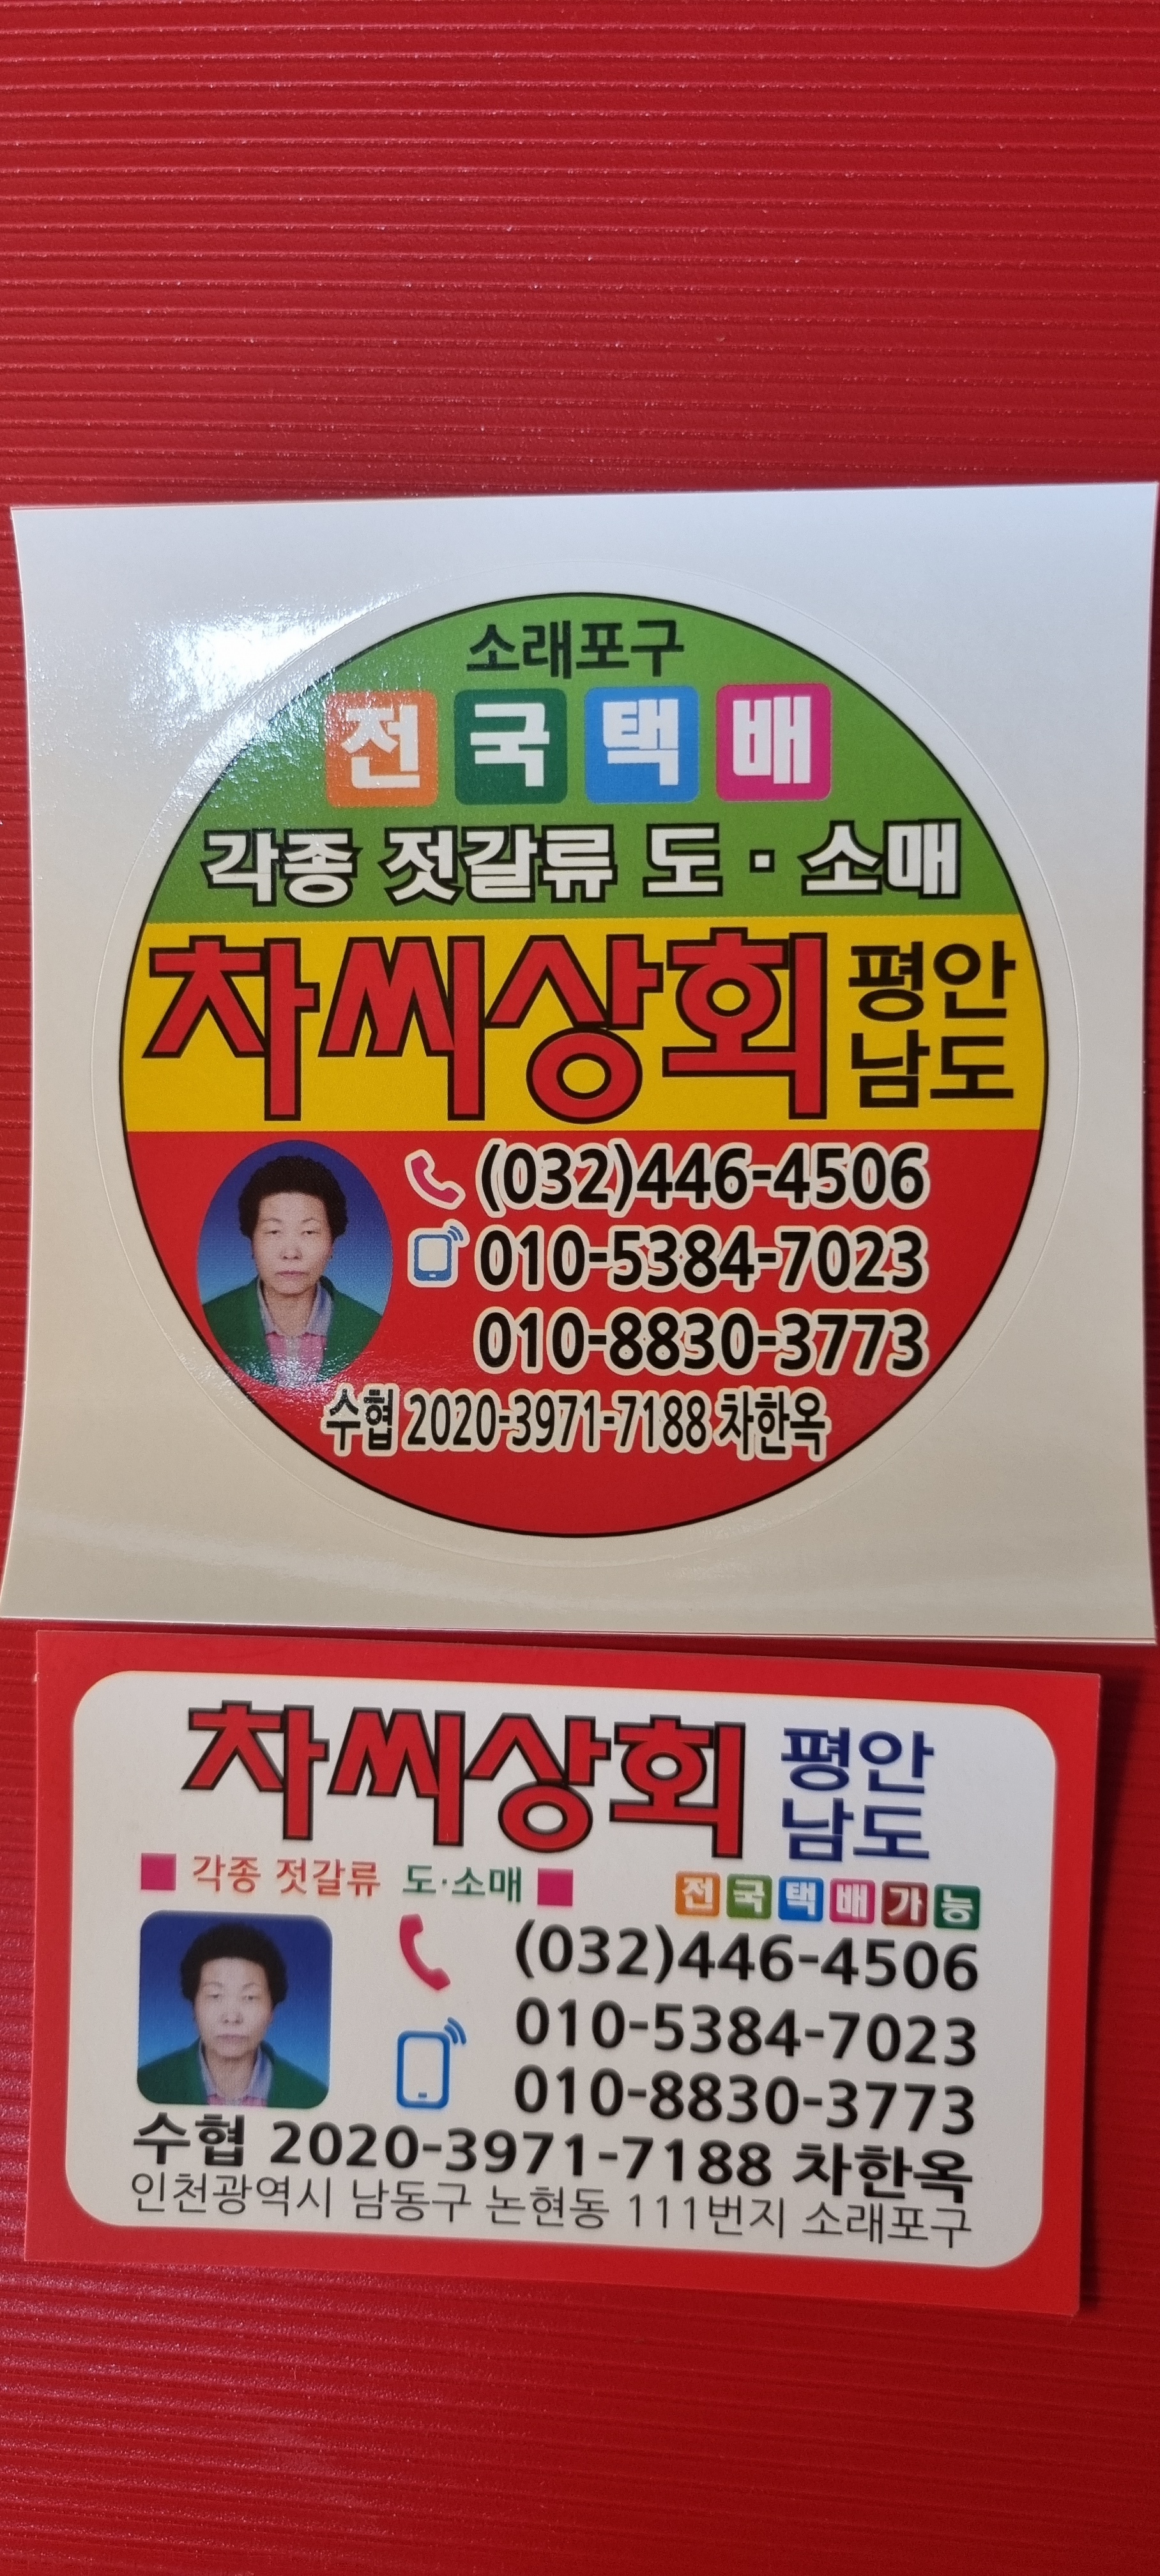 소래포구
전국택배
각종 젓갈류 도·소매
차씨상회 평안
남도
(032)446-4506
010-5384-7023
010-8830-3773
수협 2020-3971-7188 차한옥
차씨상회 평안
남도
각종 젓갈류 도·소매 전국택배가능
(032)446-4506
010-5384-7023
010-8830-3773
수협 2020-3971-7188 차한옥
인천광역시 남동구 논현동 111번지 소래포구